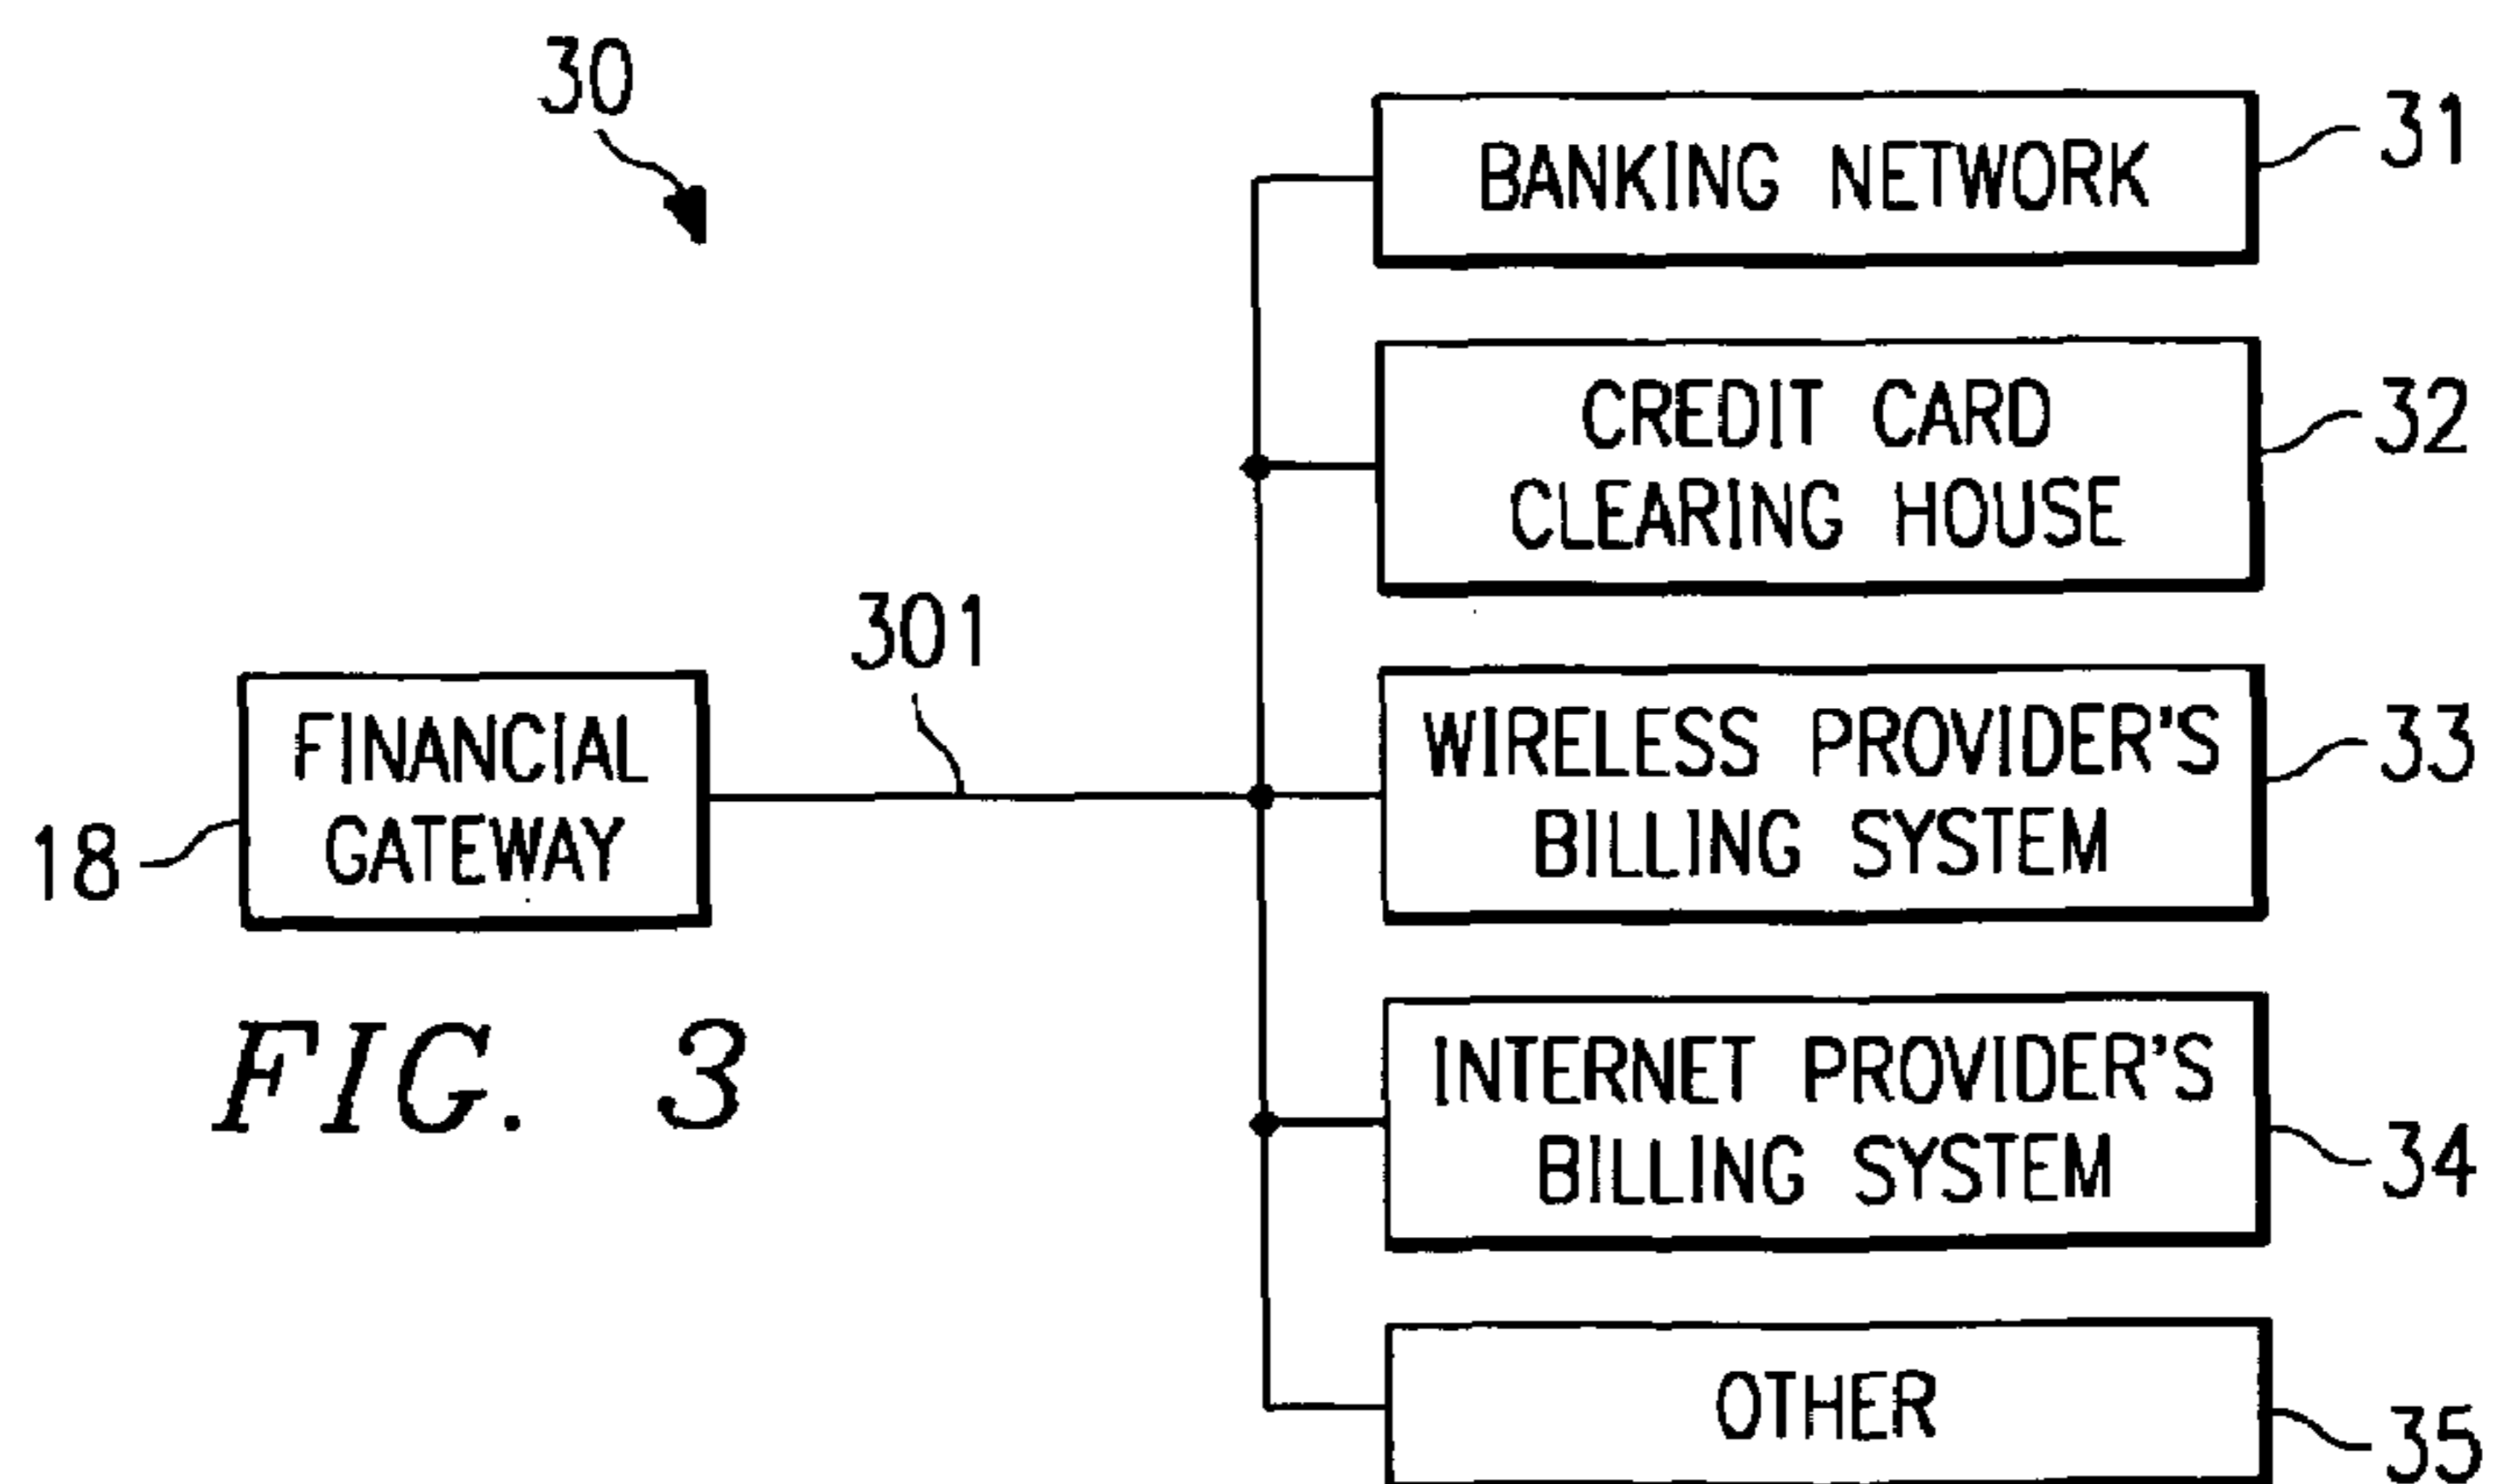 30
BANKING NETWORK
31
CREDIT CARD
CLEARING HOUSE
32
301
FINANCIAL
GATEWAY
18
WIRELESS PROVIDER'S
BILLING SYSTEM
33
FIG. 3
INTERNET PROVIDER'S
BILLING SYSTEM
34
OTHER
35